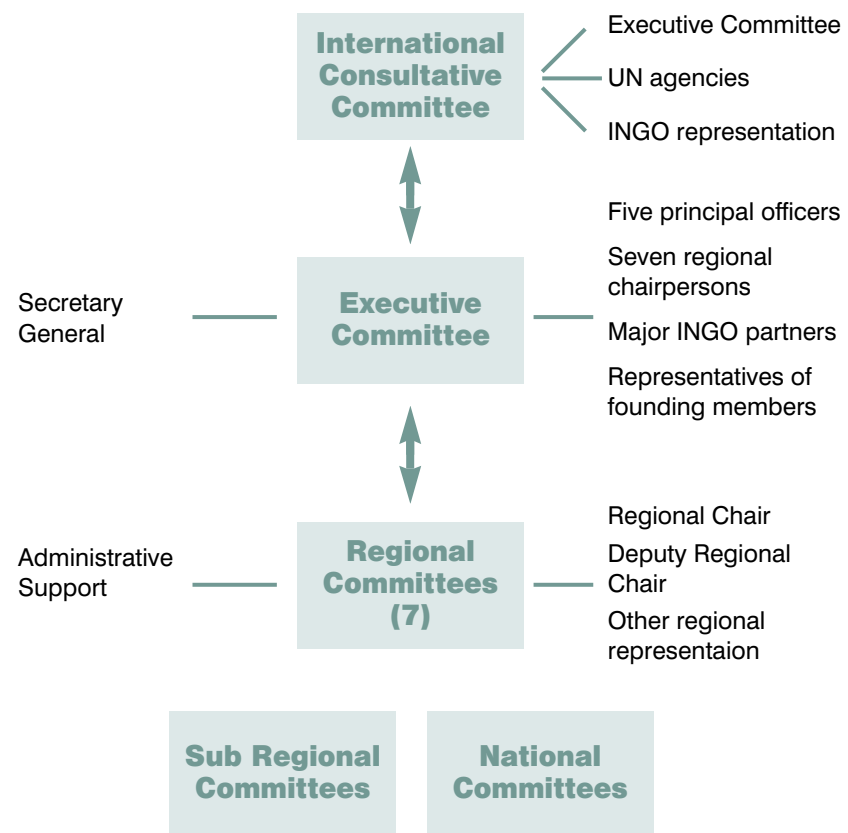 International
Consultative
Committee
Executive Committee
UN agencies
INGO representation
Secretary
General
Executive
Committee
Five principal officers
Seven regional
chairpersons
Major INGO partners
Representatives of
founding members
Administrative
Support
Regional
Committees
(7)
Regional Chair
Deputy Regional
Chair
Other regional
representaion
Sub Regional
Committees
National
Committees